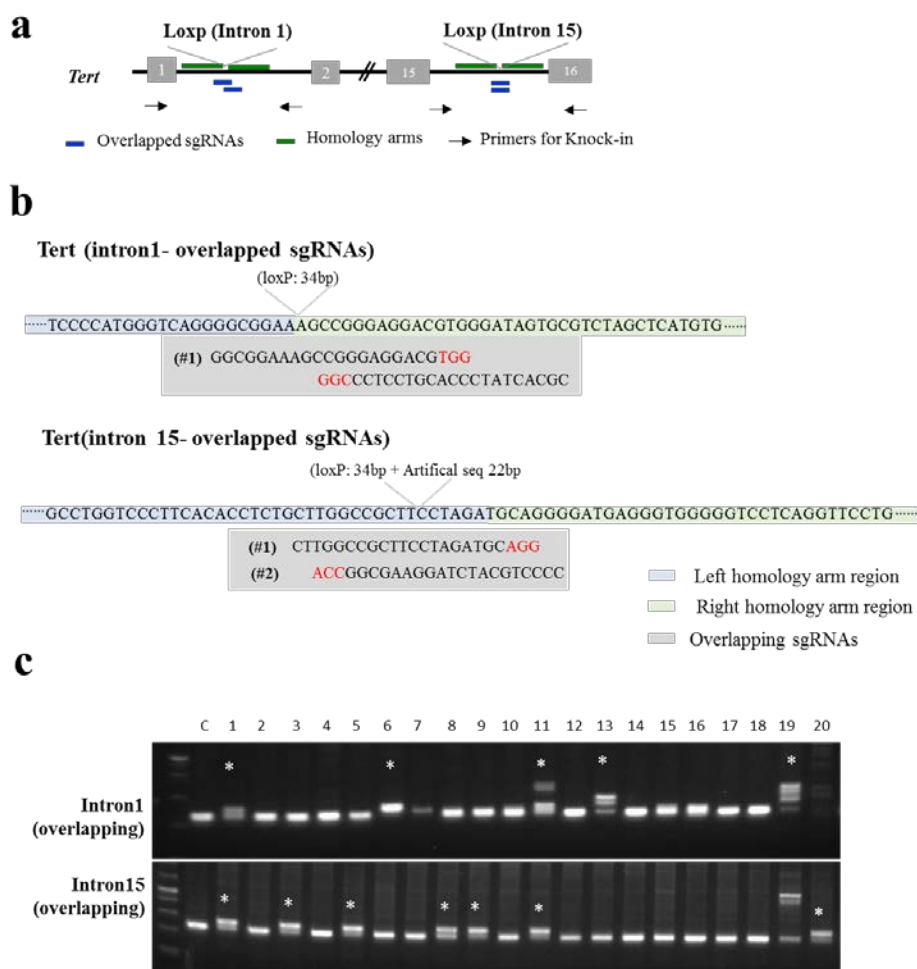 a
Loxp (Intron 1) Loxp (Intron 15)
Tert 1 2 15 16
Overlapped sgRNAs Homology arms Primers for Knock-in
b
Tert (intron1- overlapped sgRNAs)
(loxP: 34bp)
......TCCCCATGGGTCAGGGGCGGAAAGCCGGGAGGACGTGGGATAGTGCGTCTAGCTCATGTG......
(#1) GGCGGAAAGCCGGGAGGACGTGG
GGCCCTCCTGCACCCTATCACGC
Tert(intron 15- overlapped sgRNAs)
(loxP: 34bp + Artifical seq 22bp
......GCCTGGTCCCTTCACACCTCTGCTTGGCCGCTTCCTAGATGCAGGGGATGAGGGTGGGGGTCCTCAGGTTCCTG......
(#1) CTTGGCCGCTTCCTAGATGCAGG
(#2) ACCGGCGAAGGATCTACGTCCCC
Left homology arm region
Right homology arm region
Overlapping sgRNAs
c
C 1 2 3 4 5 6 7 8 9 10 11 12 13 14 15 16 17 18 19 20
* * * * *
Intron1
(overlapping)
Intron15
(overlapping)
* * * * * * *